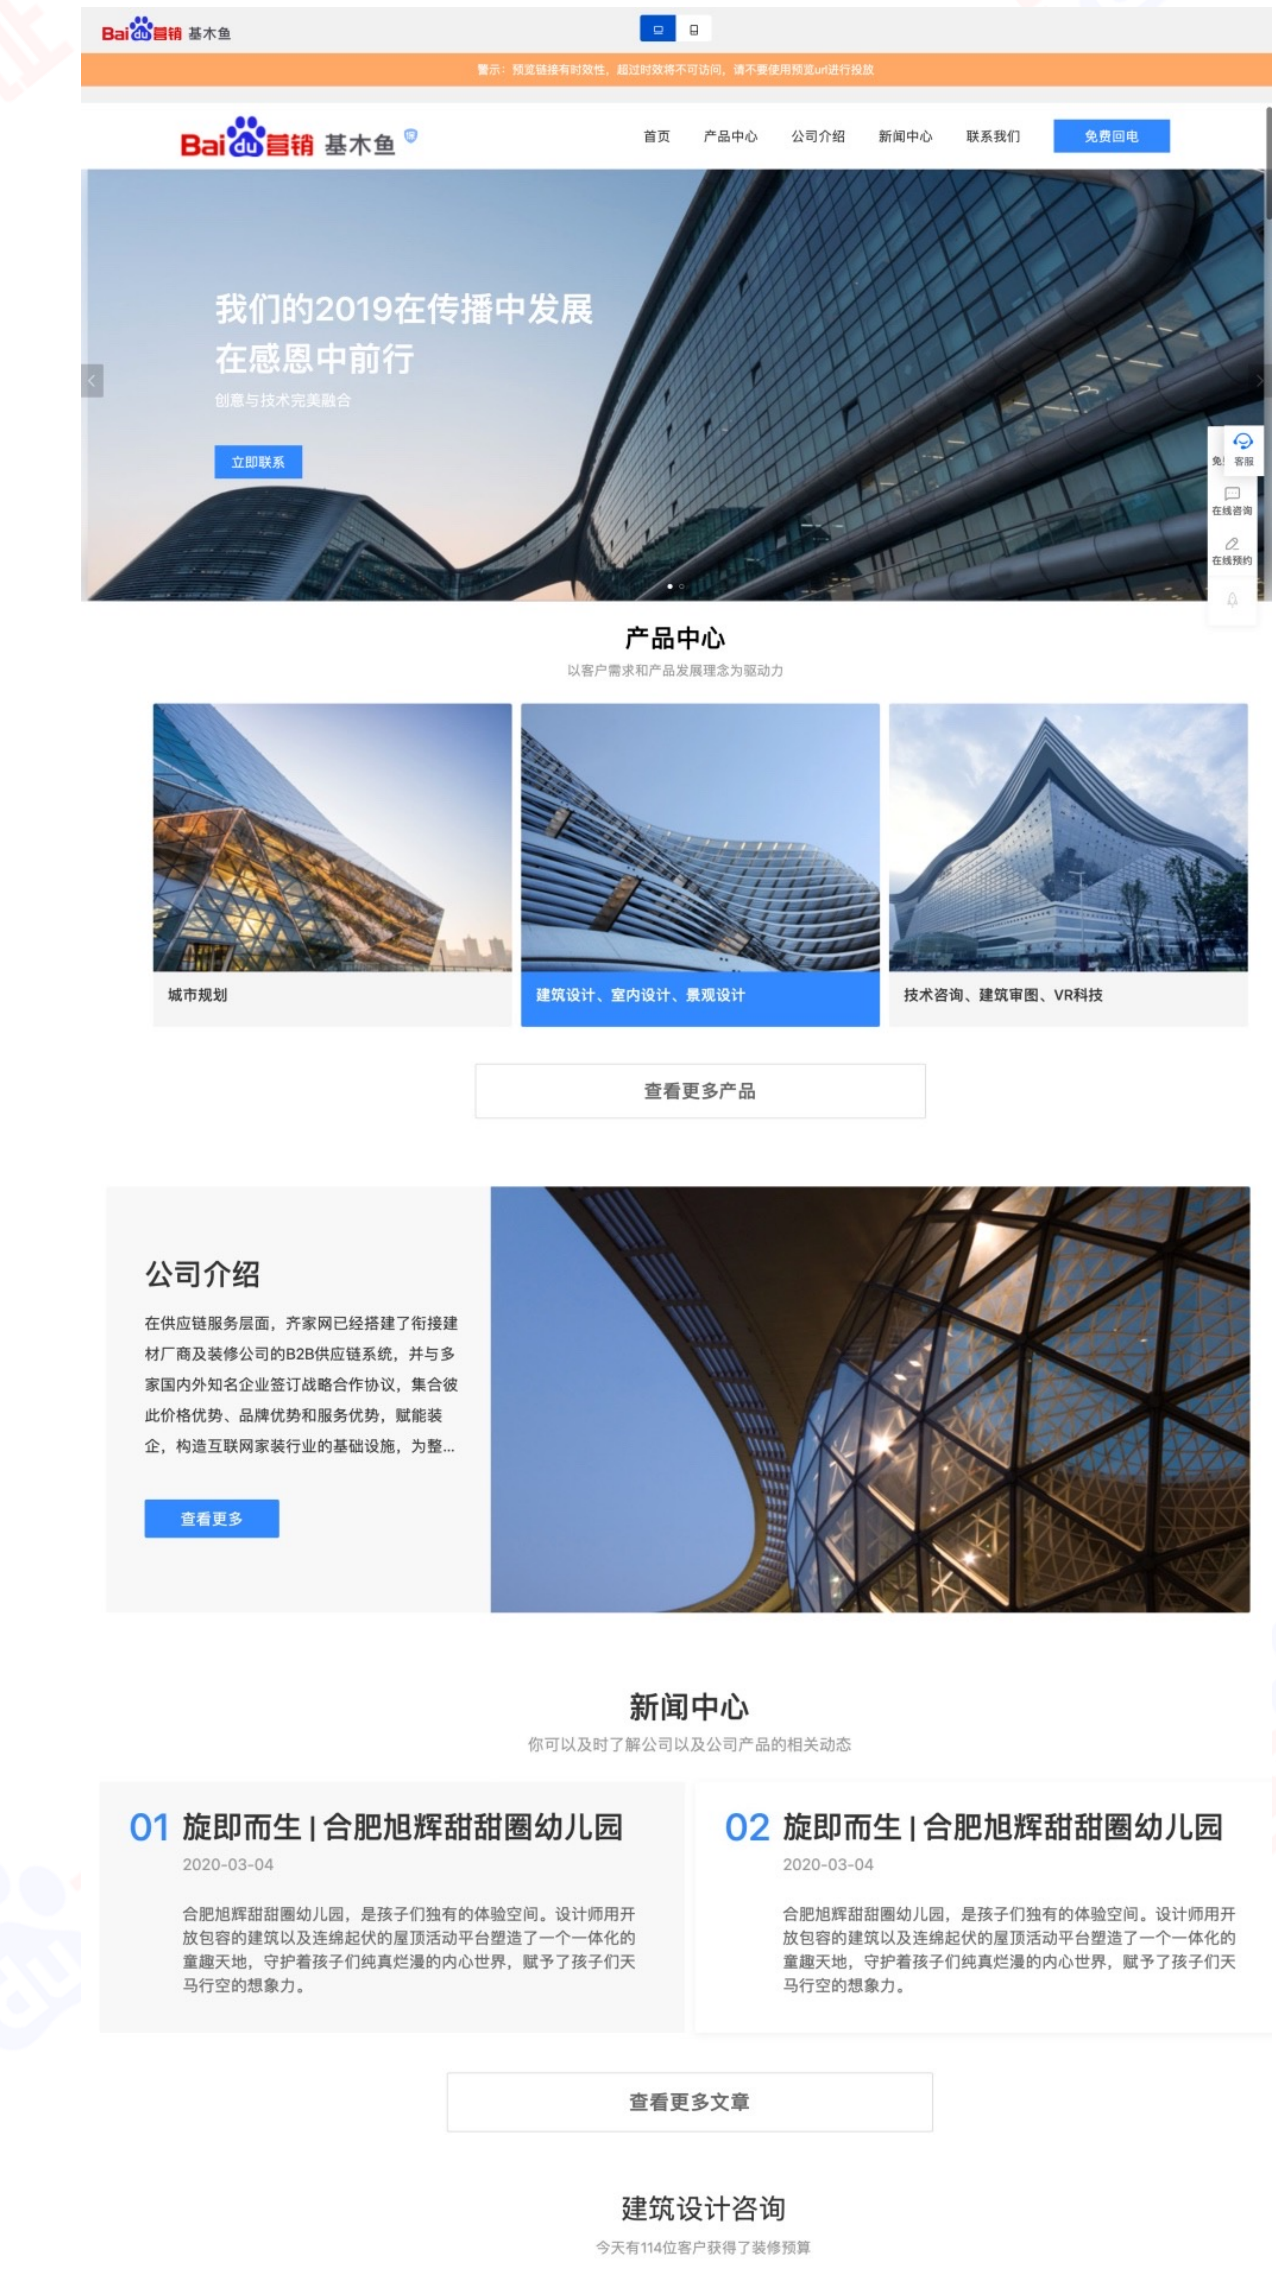 Bai du 营销 基木鱼
警示：预览链接有时效性，超过时效将不可访问，请不要使用预览url进行投放
Bai du 营销 基木鱼 保
首页 产品中心 公司介绍 新闻中心 联系我们 免费回电
我们的2019在传播中发展
在感恩中前行
创意与技术完美融合
立即联系
免 客服
在线咨询
在线预约
产品中心
以客户需求和产品发展理念为驱动力
城市规划
建筑设计、室内设计、景观设计
技术咨询、建筑审图、VR科技
查看更多产品
公司介绍
在供应链服务层面，齐家网已经搭建了衔接建
材厂商及装修公司的B2B供应链系统，并与多
家国内外知名企业签订战略合作协议，集合彼
此价格优势、品牌优势和服务优势，赋能装
企，构造互联网家装行业的基础设施，为整...
查看更多
新闻中心
你可以及时了解公司以及公司产品的相关动态
01 旋即而生 | 合肥旭辉甜甜圈幼儿园
2020-03-04
合肥旭辉甜甜圈幼儿园，是孩子们独有的体验空间。设计师用开
放包容的建筑以及连绵起伏的屋顶活动平台塑造了一个一体化的
童趣天地，守护着孩子们纯真烂漫的内心世界，赋予了孩子们天
马行空的想象力。
02 旋即而生 | 合肥旭辉甜甜圈幼儿园
2020-03-04
合肥旭辉甜甜圈幼儿园，是孩子们独有的体验空间。设计师用开
放包容的建筑以及连绵起伏的屋顶活动平台塑造了一个一体化的
童趣天地，守护着孩子们纯真烂漫的内心世界，赋予了孩子们天
马行空的想象力。
查看更多文章
建筑设计咨询
今天有114位客户获得了装修预算